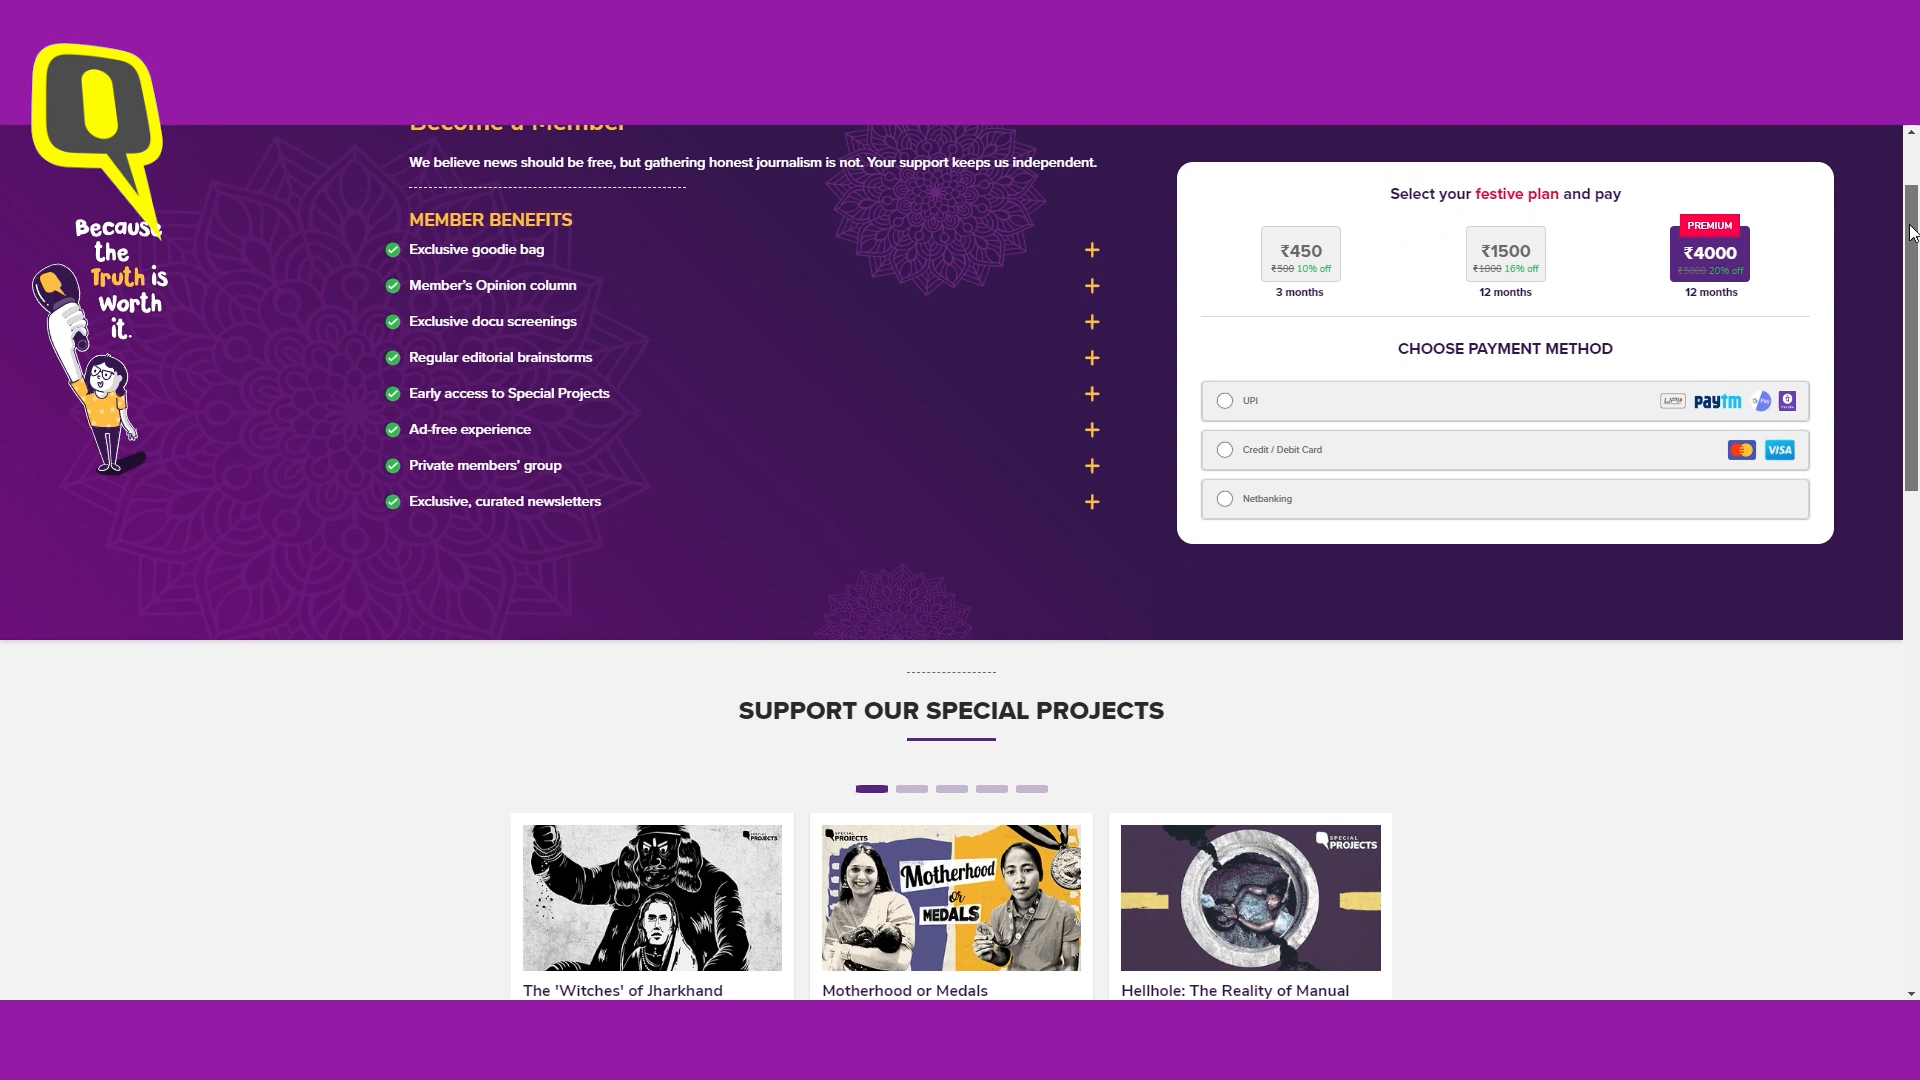 Become a Member
We believe news should be free, but gathering honest journalism is not. Your support keeps us independent.
MEMBER BENEFITS
Exclusive goodie bag
Member's Opinion column
Exclusive docu screenings
Regular editorial brainstorms
Early access to Special Projects
Ad-free experience
Private members' group
Exclusive, curated newsletters
Because
the
Truth is
worth
it.
Select your festive plan and pay
PREMIUM
₹450
₹500 10% off
3 months
₹1500
₹1800 16% off
12 months
₹4000
₹5000 20% off
12 months
CHOOSE PAYMENT METHOD
UPI
UPI paytm Pay
Credit / Debit Card
VISA
Netbanking
SUPPORT OUR SPECIAL PROJECTS
SPECIAL
PROJECTS
SPECIAL
PROJECTS
Motherhood
or
MEDALS
SPECIAL
PROJECTS
The 'Witches' of Jharkhand
Motherhood or Medals
Hellhole: The Reality of Manual